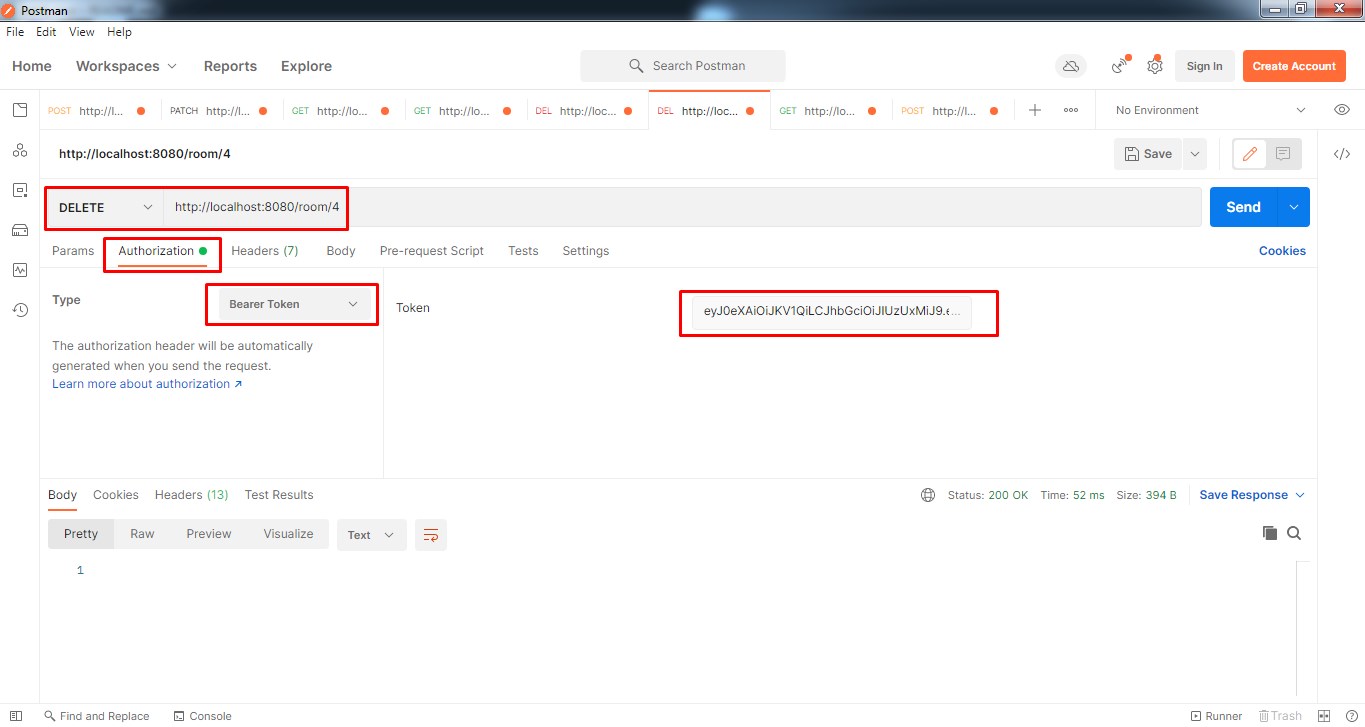 Postman
File Edit View Help
Home Workspaces Reports Explore Search Postman Sign In Create Account
POST http://l... PATCH http://l... GET http://lo... GET http://lo... DEL http://loc... DEL http://loc... GET http://lo... POST http://l... No Environment
http://localhost:8080/room/4 Save
DELETE http://localhost:8080/room/4 Send
Params Authorization Headers (7) Body Pre-request Script Tests Settings Cookies
Type Bearer Token Token eyJ0eXAiOiJKV1QiLCJhbGciOiJIUzUxMiJ9.e...
The authorization header will be automatically
generated when you send the request.
Learn more about authorization ↗
Body Cookies Headers (13) Test Results Status: 200 OK Time: 52 ms Size: 394 B Save Response
Pretty Raw Preview Visualize Text
1
Find and Replace Console Runner Trash